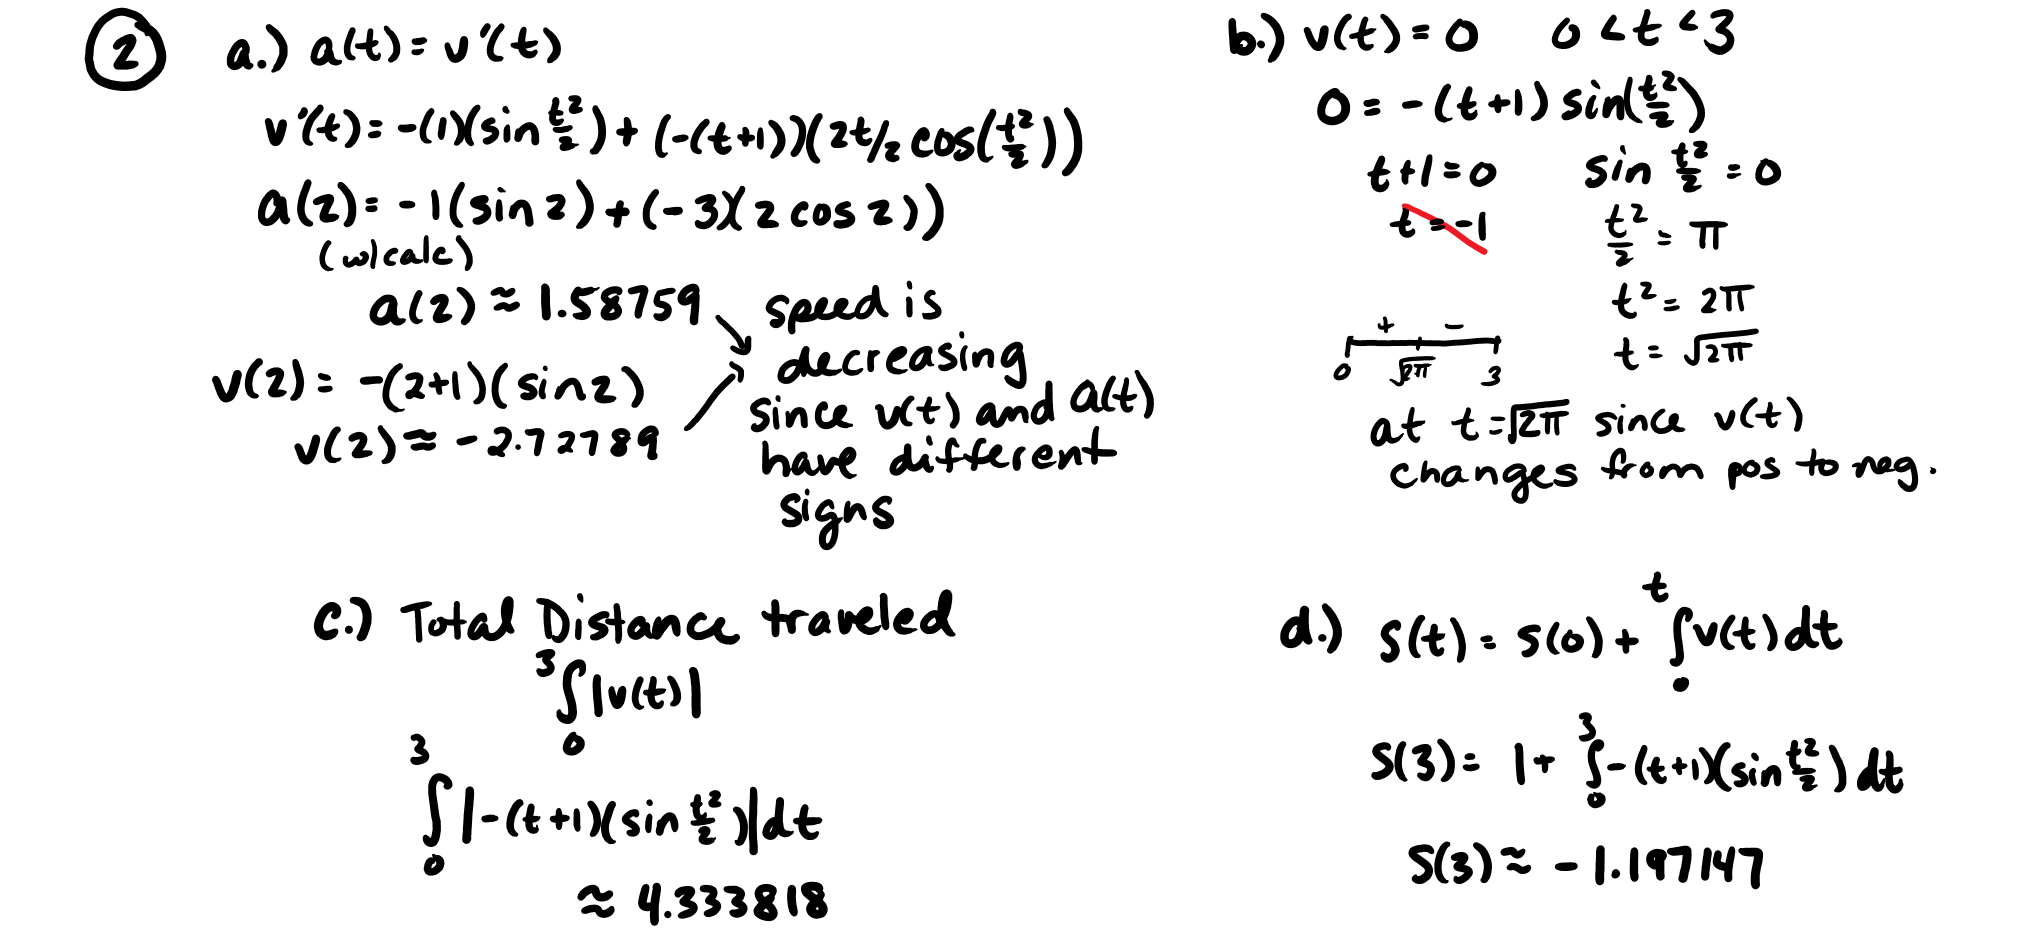 2
a.) a(t) = v'(t)
v'(t) = -(1)(sin t²/2) + (-(t+1))(2t/2 cos(t²/2))
a(2) = -1(sin 2) + (-3)(2 cos 2))
(w/calc)
a(2) ≈ 1.58759
v(2) = -(2+1)(sin 2)
v(2) ≈ -2.72789
speed is
decreasing
since v(t) and a(t)
have different
signs
b.) v(t) = 0 0 < t < 3
0 = -(t+1) sin(t²/2)
t+1 = 0 sin t²/2 = 0
t = -1 t²/2 = π
t² = 2π
t = √2π
+ -
0 √2π 3
at t = √2π since v(t)
changes from pos to neg.
c.) Total Distance traveled
∫₀³ |v(t)|
∫₀³ |-(t+1)(sin t²/2)| dt
≈ 4.333818
d.) S(t) = S(0) + ∫₀ᵗ v(t) dt
S(3) = 1 + ∫₀³ -(t+1)(sin t²/2) dt
S(3) ≈ -1.197147